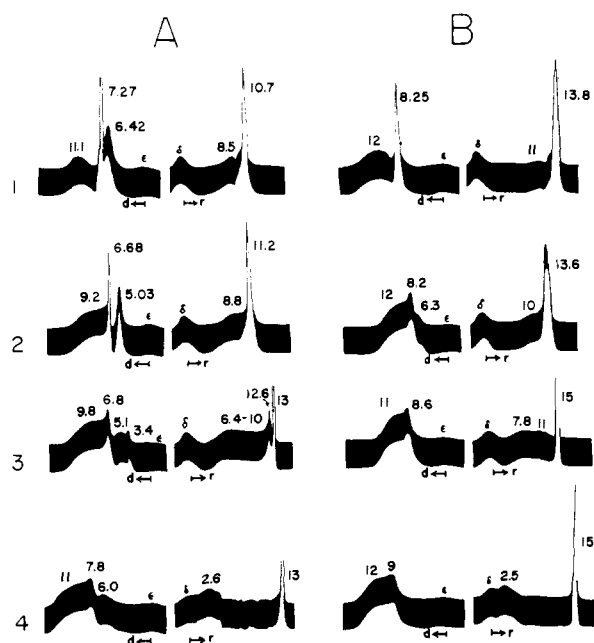 A B
7.27 10.7 13.8
6.42 8.25
11.1 ε δ 8.5 12 ε δ 11
1 d r d r
6.68 11.2 13.6
9.2 5.03 8.2
ε δ 8.8 12 6.3 ε δ 10
2 d r d r
9.8 6.8 12.6 13 15
5.1 3.4 ε δ 6.4-10 11 8.6 ε δ 7.8 11
3 d r d r
11 7.8 13 15
6.0 ε δ 2.6 12 9 ε δ 2.5
4 d r d r